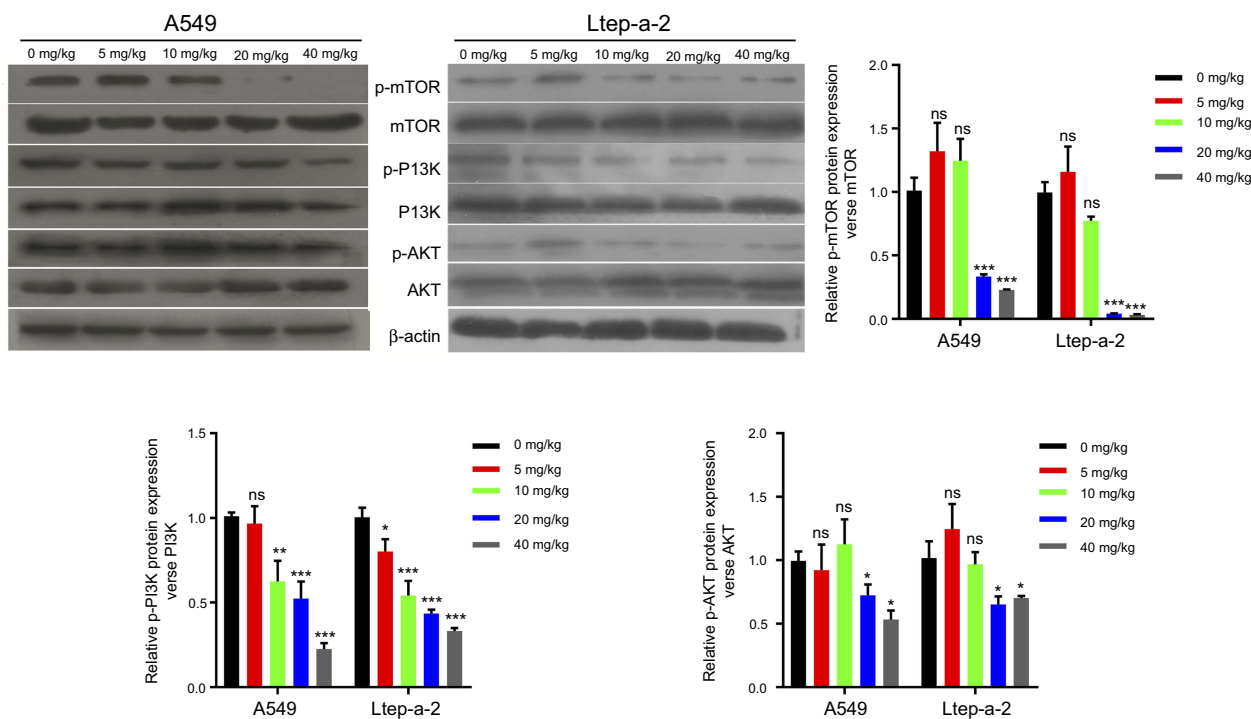 A549
Ltep-a-2
0 mg/kg 5 mg/kg 10 mg/kg 20 mg/kg 40 mg/kg
0 mg/kg 5 mg/kg 10 mg/kg 20 mg/kg 40 mg/kg
p-mTOR
mTOR
p-P13K
P13K
p-AKT
AKT
β-actin
Relative p-mTOR protein expression
verse mTOR
2.0
1.5
1.0
0.5
0.0
ns ns *** ***
ns ns *** ***
A549 Ltep-a-2
0 mg/kg
5 mg/kg
10 mg/kg
20 mg/kg
40 mg/kg
Relative p-PI3K protein expression
verse PI3K
1.5
1.0
0.5
0.0
ns ** *** ***
* *** *** ***
A549 Ltep-a-2
0 mg/kg
5 mg/kg
10 mg/kg
20 mg/kg
40 mg/kg
Relative p-AKT protein expression
verse AKT
2.0
1.5
1.0
0.5
0.0
ns ns * *
ns ns * *
A549 Ltep-a-2
0 mg/kg
5 mg/kg
10 mg/kg
20 mg/kg
40 mg/kg